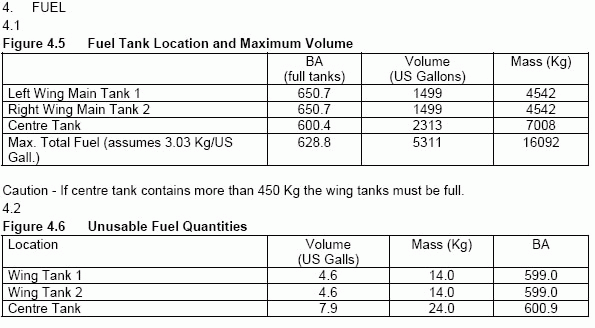 4. FUEL
4.1
Figure 4.5 Fuel Tank Location and Maximum Volume
BA (full tanks) Volume (US Gallons) Mass (Kg)
Left Wing Main Tank 1 650.7 1499 4542
Right Wing Main Tank 2 650.7 1499 4542
Centre Tank 600.4 2313 7008
Max. Total Fuel (assumes 3.03 Kg/US Gall.) 628.8 5311 16092
Caution - If centre tank contains more than 450 Kg the wing tanks must be full.
4.2
Figure 4.6 Unusable Fuel Quantities
Location Volume (US Galls) Mass (Kg) BA
Wing Tank 1 4.6 14.0 599.0
Wing Tank 2 4.6 14.0 599.0
Centre Tank 7.9 24.0 600.9